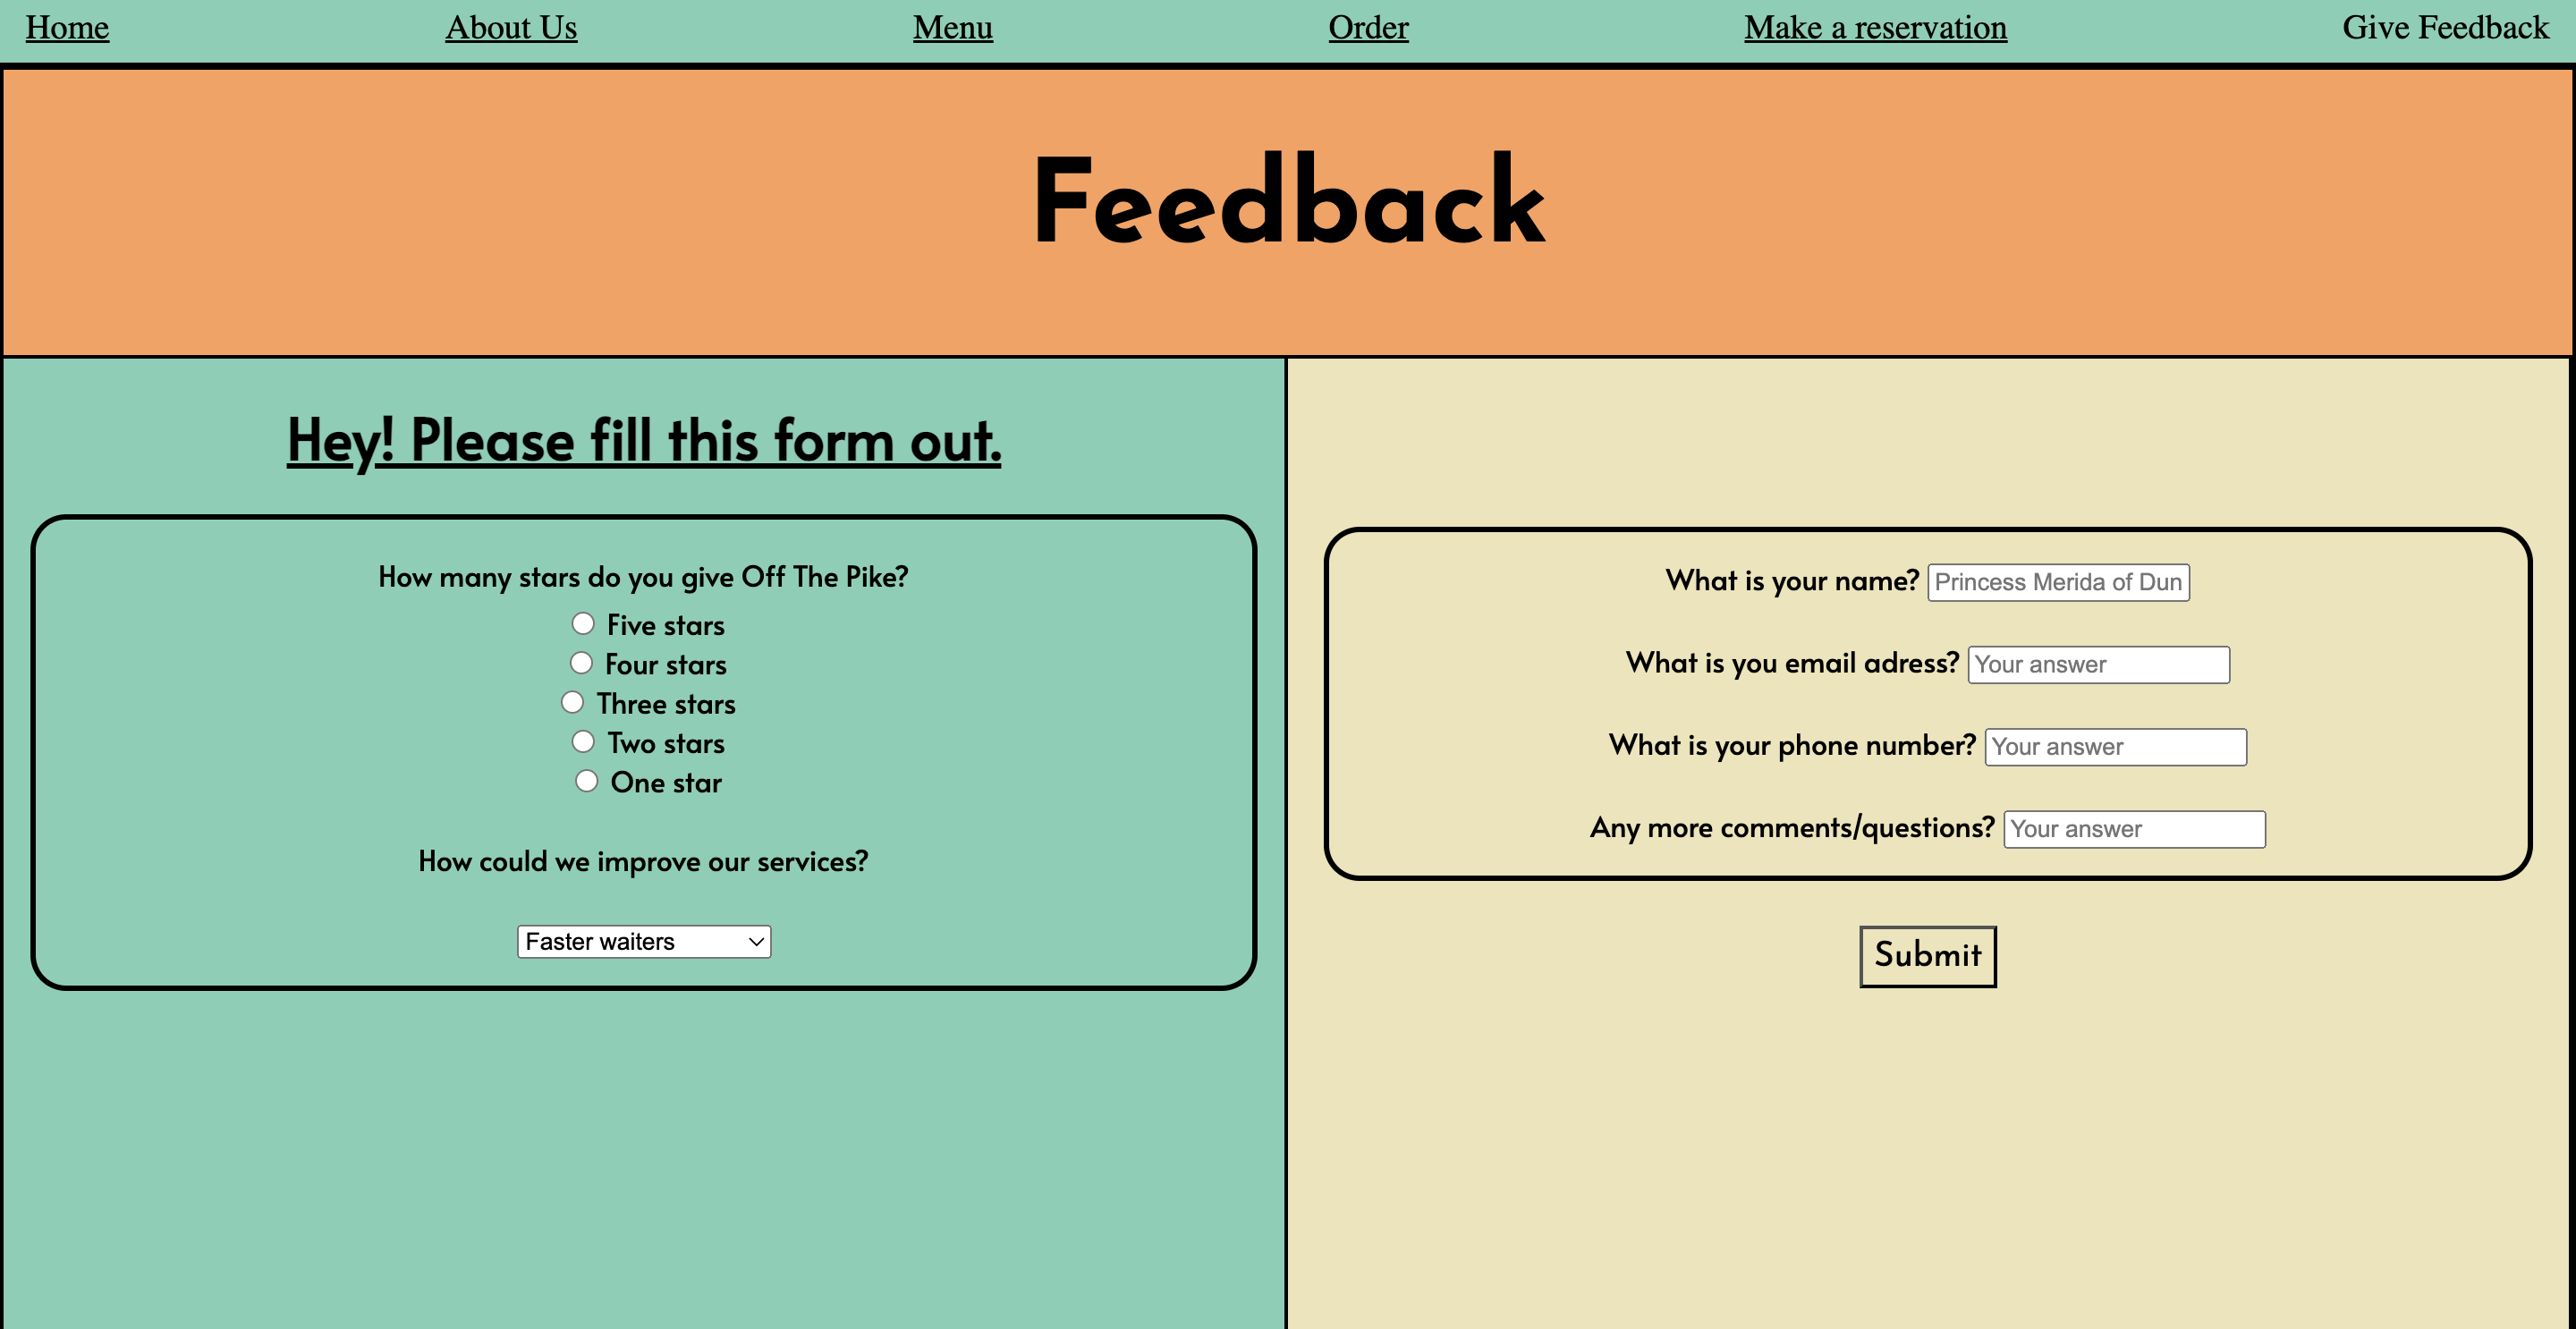 Home About Us Menu Order Make a reservation Give Feedback
Feedback
Hey! Please fill this form out.
How many stars do you give Off The Pike?
Five stars
Four stars
Three stars
Two stars
One star
How could we improve our services?
Faster waiters
What is your name? Princess Merida of Dun
What is you email adress? Your answer
What is your phone number? Your answer
Any more comments/questions? Your answer
Submit